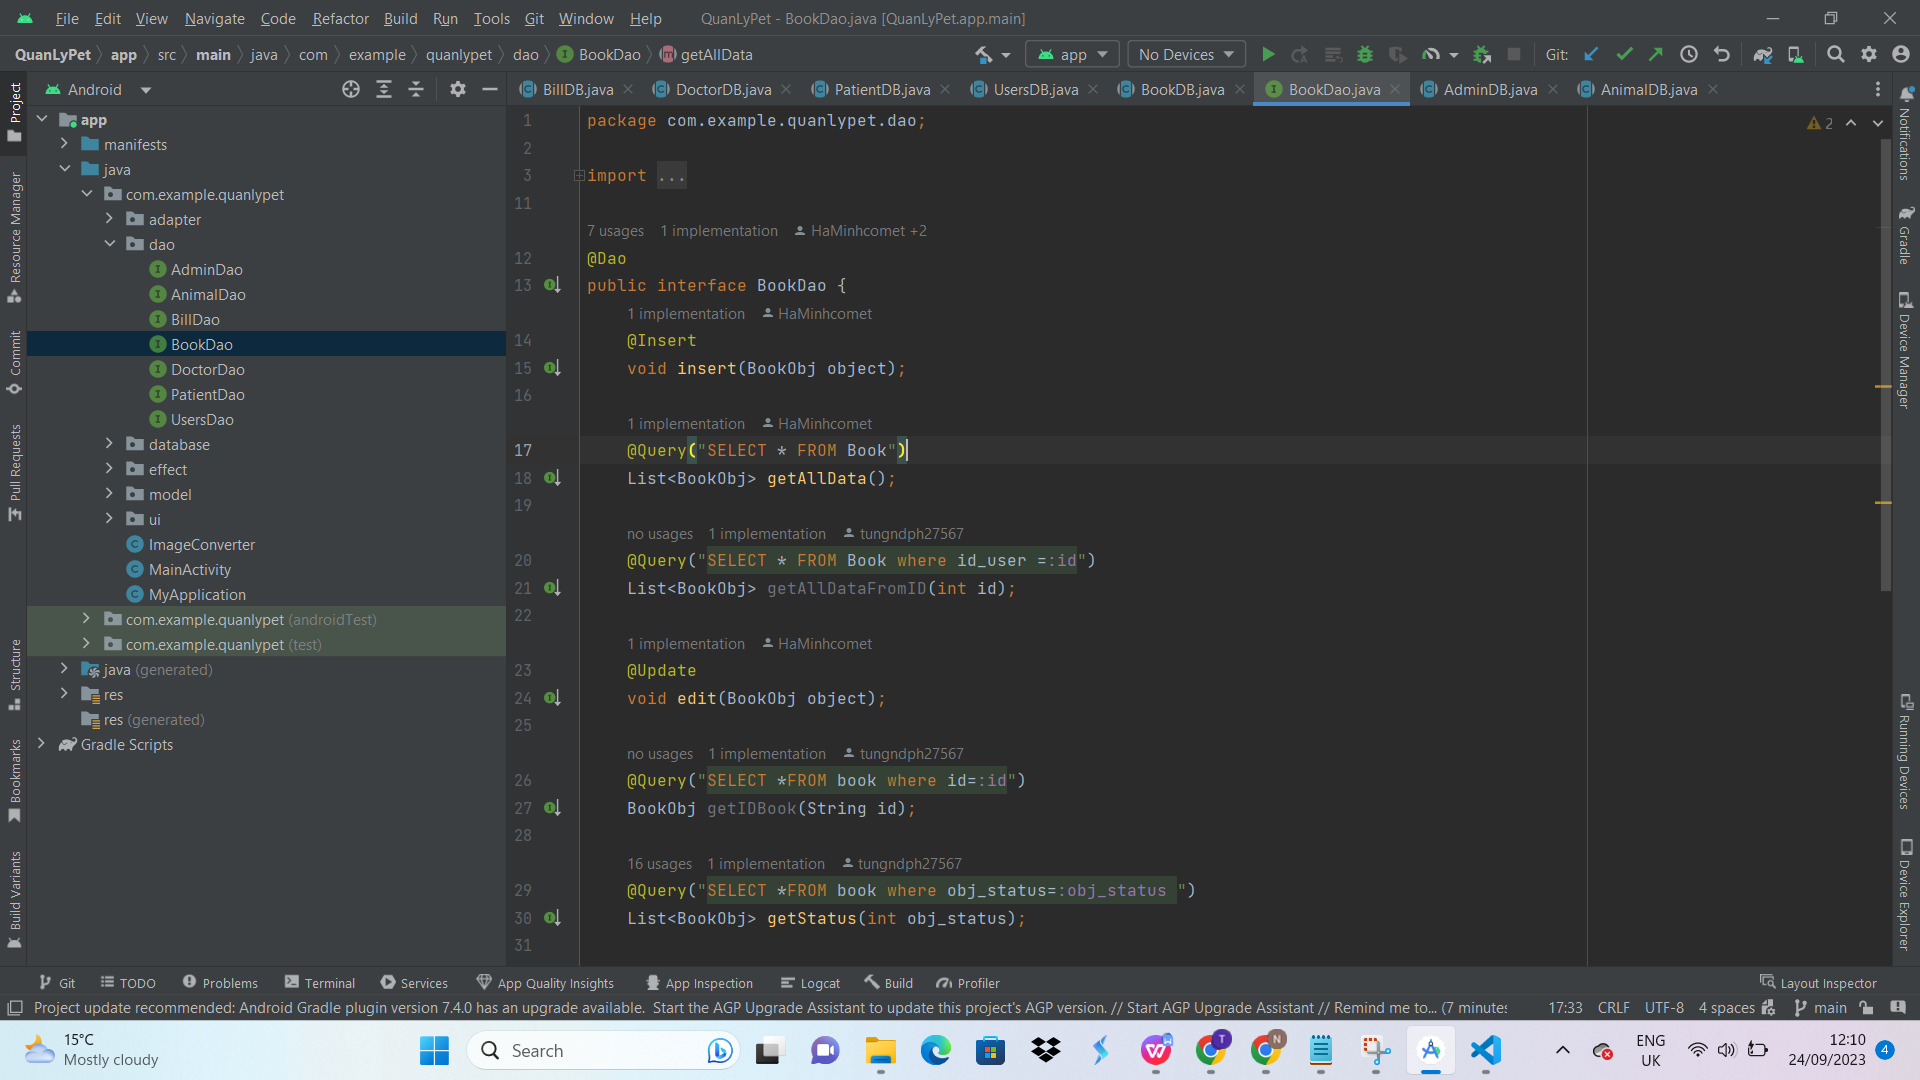 File Edit View Navigate Code Refactor Build Run Tools Git Window Help QuanLyPet - BookDao.java [QuanLyPet.app.main]
QuanLyPet app src main java com example quanlypet dao BookDao getAllData app No Devices Git:
Project
Resource Manager
Commit
Pull Requests
Structure
Bookmarks
Build Variants
Android
app
manifests
java
com.example.quanlypet
adapter
dao
AdminDao
AnimalDao
BillDao
BookDao
DoctorDao
PatientDao
UsersDao
database
effect
model
ui
ImageConverter
MainActivity
MyApplication
com.example.quanlypet (androidTest)
com.example.quanlypet (test)
java (generated)
res
res (generated)
Gradle Scripts
BillDB.java DoctorDB.java PatientDB.java UsersDB.java BookDB.java BookDao.java AdminDB.java AnimalDB.java
1 package com.example.quanlypet.dao; 2
2
3 import ...
11
7 usages 1 implementation HaMinhcomet +2
12 @Dao
13 public interface BookDao {
1 implementation HaMinhcomet
14 @Insert
15 void insert(BookObj object);
16
1 implementation HaMinhcomet
17 @Query("SELECT * FROM Book")
18 List<BookObj> getAllData();
19
no usages 1 implementation tungndph27567
20 @Query("SELECT * FROM Book where id_user =:id")
21 List<BookObj> getAllDataFromID(int id);
22
1 implementation HaMinhcomet
23 @Update
24 void edit(BookObj object);
25
no usages 1 implementation tungndph27567
26 @Query("SELECT *FROM book where id=:id")
27 BookObj getIDBook(String id);
28
16 usages 1 implementation tungndph27567
29 @Query("SELECT *FROM book where obj_status=:obj_status ")
30 List<BookObj> getStatus(int obj_status);
31
Notifications
Gradle
Device Manager
Running Devices
Device Explorer
Git TODO Problems Terminal Services App Quality Insights App Inspection Logcat Build Profiler Layout Inspector
Project update recommended: Android Gradle plugin version 7.4.0 has an upgrade available. Start the AGP Upgrade Assistant to update this project's AGP version. // Start AGP Upgrade Assistant // Remind me to... (7 minutes 17:33 CRLF UTF-8 4 spaces main
15°C
Mostly cloudy
Search
T
N
ENG
UK
12:10
24/09/2023
4